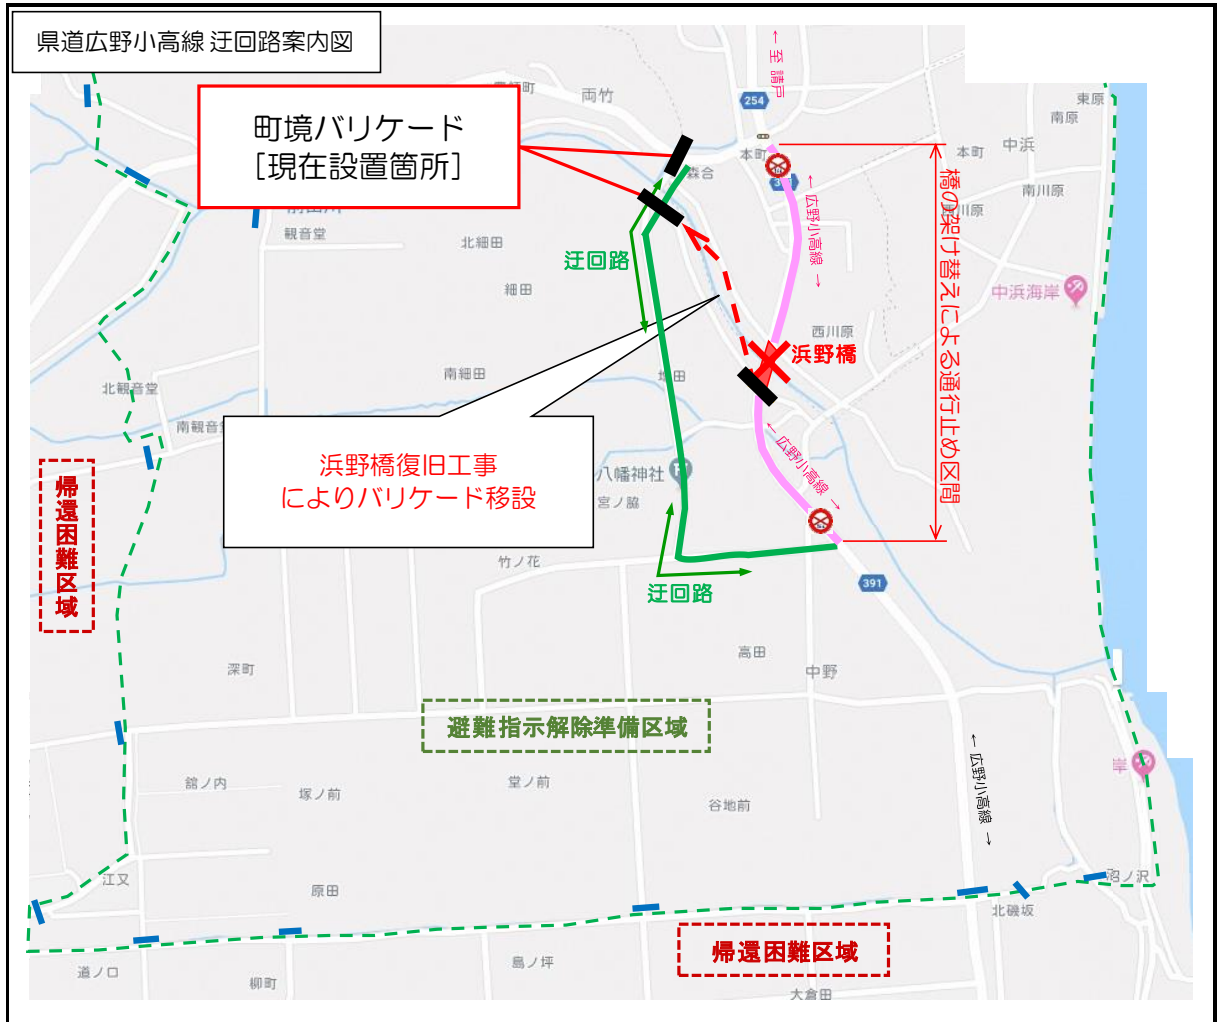 県道広野小高線 迂回路案内図
← 至 請戸
254
東原
両竹
町境バリケード
[現在設置箇所]
南原
中浜
本町
本町
森合
南川原
← 広野小高線 →
橋の架け替えによる通行止め区間
観音堂
北細田
迂回路
細田
中浜海岸
西川原
浜野橋
南細田
北観音堂
南観音堂
← 広野小高線 →
浜野橋復旧工事
によりバリケード移設
八幡神社
宮ノ脇
帰還困難区域
竹ノ花
迂回路
391
高田
中野
深町
避難指示解除準備区域
← 広野小高線 →
岸
舘ノ内
塚ノ前
堂ノ前
谷地前
江又
原田
沼ノ沢
北磯坂
帰還困難区域
道ノ口
柳町
島ノ坪
大倉田